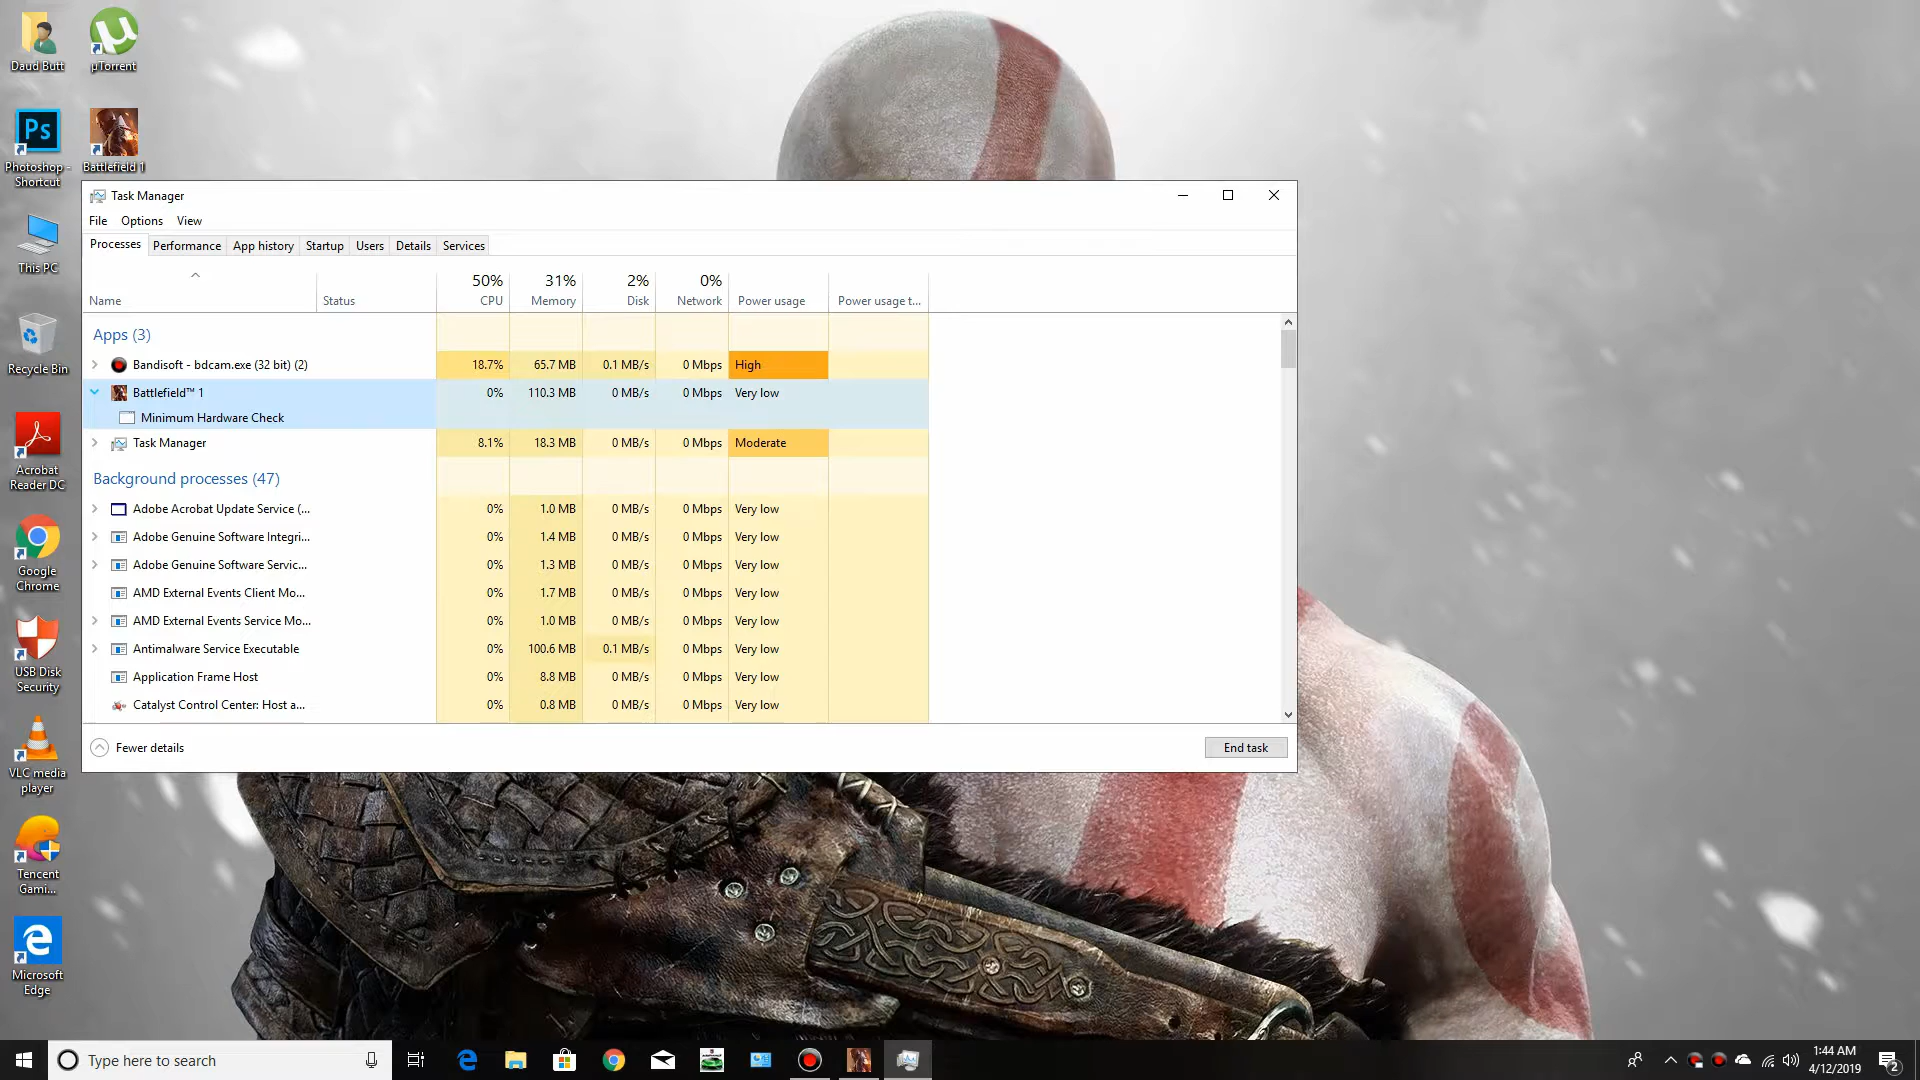 Daud Butt
µTorrent
Photoshop - Shortcut
Battlefield 1
This PC
Recycle Bin
Acrobat Reader DC
Google Chrome
USB Disk Security
VLC media player
Tencent Gami...
Microsoft Edge
Task Manager
File Options View
Processes Performance App history Startup Users Details Services
50% 31% 2% 0%
Name Status CPU Memory Disk Network Power usage Power usage t...
Apps (3)
Bandisoft - bdcam.exe (32 bit) (2) 18.7% 65.7 MB 0.1 MB/s 0 Mbps High
Battlefield™ 1 0% 110.3 MB 0 MB/s 0 Mbps Very low
Minimum Hardware Check
Task Manager 8.1% 18.3 MB 0 MB/s 0 Mbps Moderate
Background processes (47)
Adobe Acrobat Update Service (... 0% 1.0 MB 0 MB/s 0 Mbps Very low
Adobe Genuine Software Integri... 0% 1.4 MB 0 MB/s 0 Mbps Very low
Adobe Genuine Software Servic... 0% 1.3 MB 0 MB/s 0 Mbps Very low
AMD External Events Client Mo... 0% 1.7 MB 0 MB/s 0 Mbps Very low
AMD External Events Service Mo... 0% 1.0 MB 0 MB/s 0 Mbps Very low
Antimalware Service Executable 0% 100.6 MB 0.1 MB/s 0 Mbps Very low
Application Frame Host 0% 8.8 MB 0 MB/s 0 Mbps Very low
Catalyst Control Center: Host a... 0% 0.8 MB 0 MB/s 0 Mbps Very low
Fewer details
End task
Type here to search
1:44 AM
4/12/2019
2